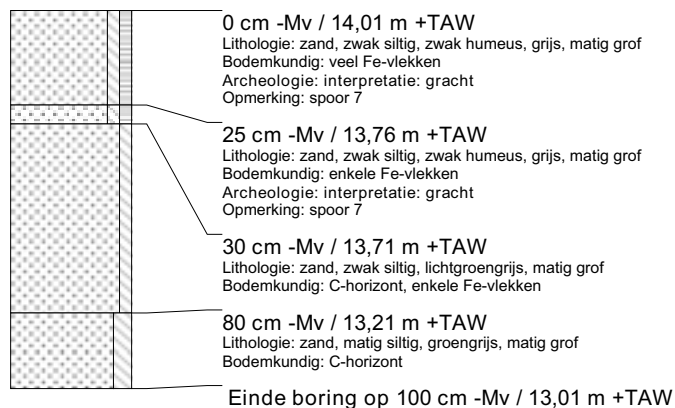 0 cm -Mv / 14,01 m +TAW
Lithologie: zand, zwak siltig, zwak humeus, grijs, matig grof
Bodemkundig: veel Fe-vlekken
Archeologie: interpretatie: gracht
Opmerking: spoor 7
25 cm -Mv / 13,76 m +TAW
Lithologie: zand, zwak siltig, zwak humeus, grijs, matig grof
Bodemkundig: enkele Fe-vlekken
Archeologie: interpretatie: gracht
Opmerking: spoor 7
30 cm -Mv / 13,71 m +TAW
Lithologie: zand, zwak siltig, lichtgroengrijs, matig grof
Bodemkundig: C-horizont, enkele Fe-vlekken
80 cm -Mv / 13,21 m +TAW
Lithologie: zand, matig siltig, groengrijs, matig grof
Bodemkundig: C-horizont
Einde boring op 100 cm -Mv / 13,01 m +TAW